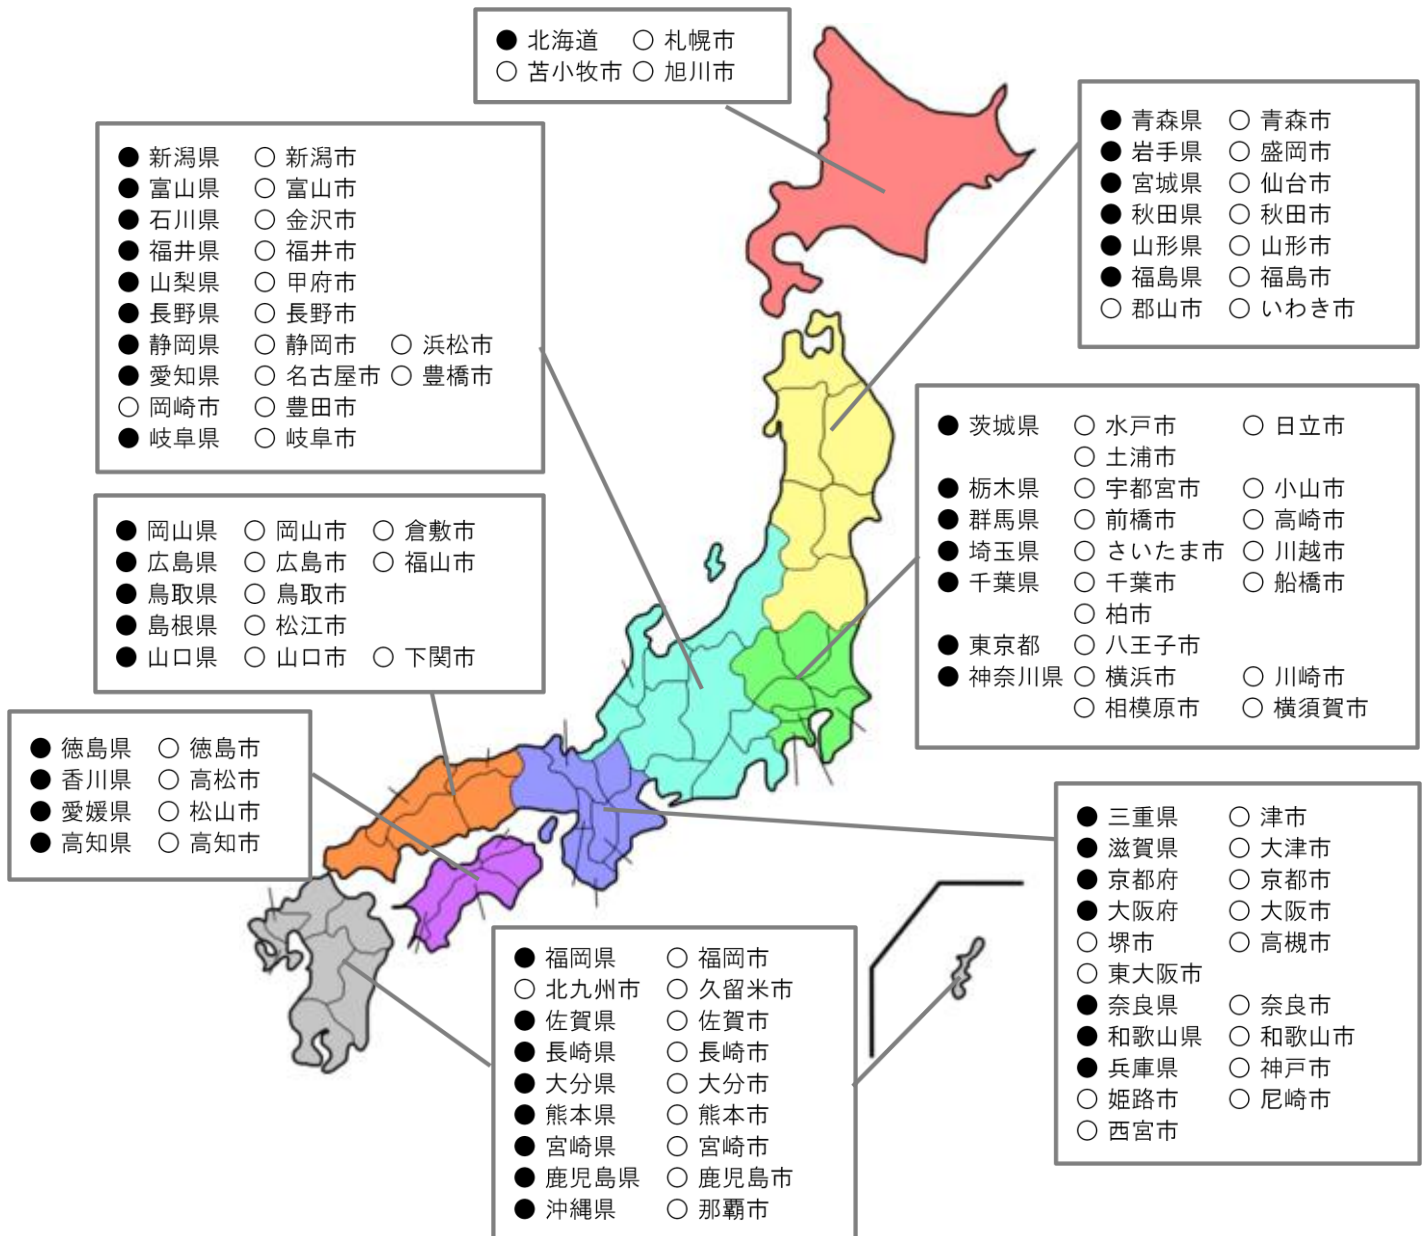 ● 北海道 ○ 札幌市
○ 苫小牧市 ○ 旭川市
● 青森県 ○ 青森市
● 岩手県 ○ 盛岡市
● 宮城県 ○ 仙台市
● 秋田県 ○ 秋田市
● 山形県 ○ 山形市
● 福島県 ○ 福島市
○ 郡山市 ○ いわき市
● 新潟県 ○ 新潟市
● 富山県 ○ 富山市
● 石川県 ○ 金沢市
● 福井県 ○ 福井市
● 山梨県 ○ 甲府市
● 長野県 ○ 長野市
● 静岡県 ○ 静岡市 ○ 浜松市
● 愛知県 ○ 名古屋市 ○ 豊橋市
○ 岡崎市 ○ 豊田市
● 岐阜県 ○ 岐阜市
● 茨城県 ○ 水戸市 ○ 日立市
○ 土浦市
● 栃木県 ○ 宇都宮市 ○ 小山市
● 群馬県 ○ 前橋市 ○ 高崎市
● 埼玉県 ○ さいたま市 ○ 川越市
● 千葉県 ○ 千葉市 ○ 船橋市
○ 柏市
● 東京都 ○ 八王子市
● 神奈川県 ○ 横浜市 ○ 川崎市
○ 相模原市 ○ 横須賀市
● 岡山県 ○ 岡山市 ○ 倉敷市
● 広島県 ○ 広島市 ○ 福山市
● 鳥取県 ○ 鳥取市
● 島根県 ○ 松江市
● 山口県 ○ 山口市 ○ 下関市
● 徳島県 ○ 徳島市
● 香川県 ○ 高松市
● 愛媛県 ○ 松山市
● 高知県 ○ 高知市
● 三重県 ○ 津市
● 滋賀県 ○ 大津市
● 京都府 ○ 京都市
● 大阪府 ○ 大阪市
○ 堺市 ○ 高槻市
○ 東大阪市
● 奈良県 ○ 奈良市
● 和歌山県 ○ 和歌山市
● 兵庫県 ○ 神戸市
○ 姫路市 ○ 尼崎市
○ 西宮市
● 福岡県 ○ 福岡市
○ 北九州市 ○ 久留米市
● 佐賀県 ○ 佐賀市
● 長崎県 ○ 長崎市
● 大分県 ○ 大分市
● 熊本県 ○ 熊本市
● 宮崎県 ○ 宮崎市
● 鹿児島県 ○ 鹿児島市
● 沖縄県 ○ 那覇市